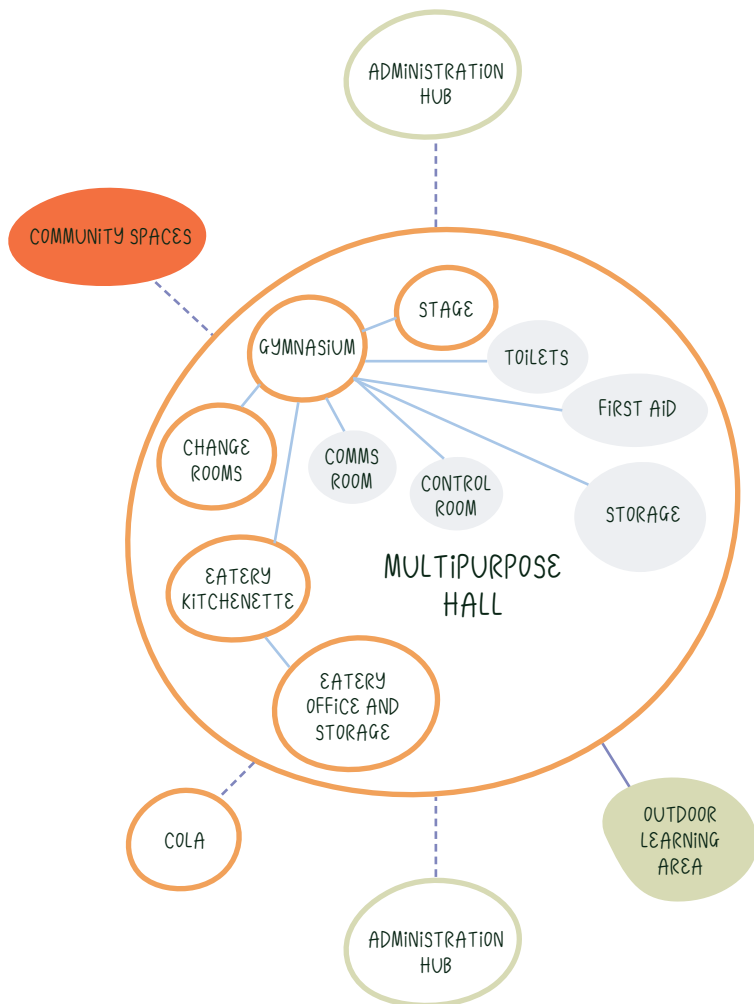 ADMINISTRATION
HUB
COMMUNITY SPACES
STAGE
GYMNASIUM
TOILETS
FIRST AID
CHANGE
ROOMS
COMMS
ROOM
CONTROL
ROOM
STORAGE
MULTIPURPOSE
HALL
EATERY
KITCHENETTE
EATERY
OFFICE AND
STORAGE
COLA
OUTDOOR
LEARNING
AREA
ADMINISTRATION
HUB